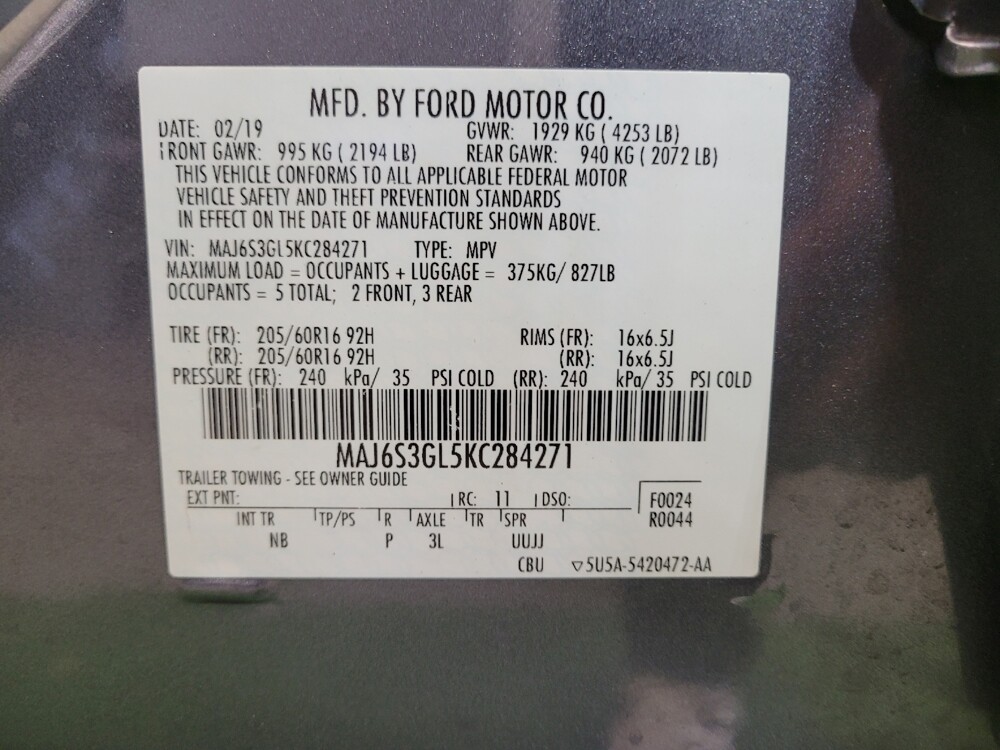 MFD. BY FORD MOTOR CO.
DATE: 02/19 GVWR: 1929 KG ( 4253 LB)
FRONT GAWR: 995 KG ( 2194 LB) REAR GAWR: 940 KG ( 2072 LB)
THIS VEHICLE CONFORMS TO ALL APPLICABLE FEDERAL MOTOR
VEHICLE SAFETY AND THEFT PREVENTION STANDARDS
IN EFFECT ON THE DATE OF MANUFACTURE SHOWN ABOVE.
VIN: MAJ6S3GL5KC284271 TYPE: MPV
MAXIMUM LOAD = OCCUPANTS + LUGGAGE = 375KG/ 827LB
OCCUPANTS = 5 TOTAL; 2 FRONT, 3 REAR
TIRE (FR): 205/60R16 92H RIMS (FR): 16x6.5J
(RR): 205/60R16 92H (RR): 16x6.5J
PRESSURE (FR): 240 kPa/ 35 PSI COLD (RR): 240 kPa/ 35 PSI COLD
MAJ6S3GL5KC284271
TRAILER TOWING - SEE OWNER GUIDE
EXT PNT: RC: 11 DSO: F0024
INT TR TP/PS R AXLE TR SPR R0044
NB P 3L UUJJ
CBU ▽5U5A-5420472-AA